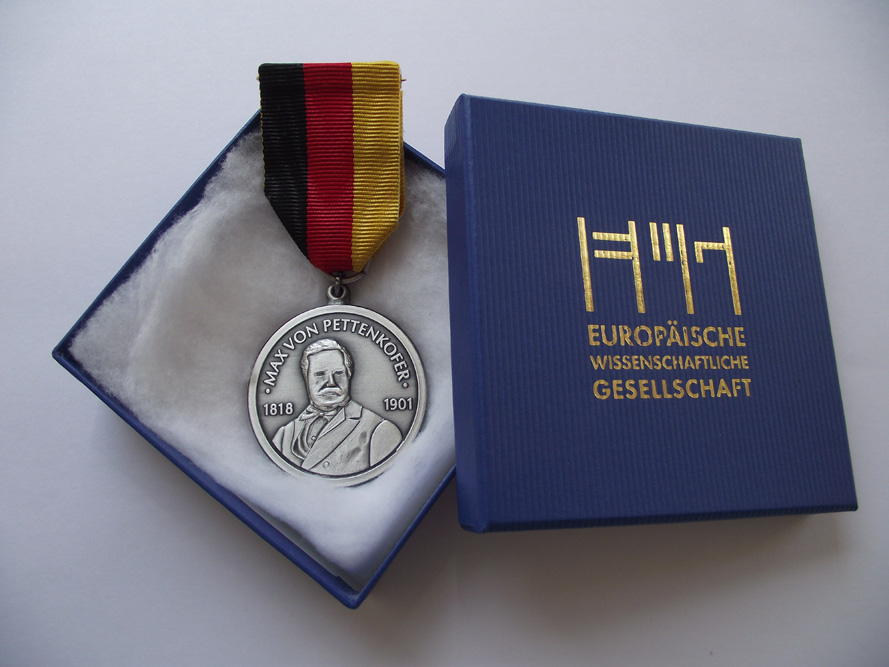 ·MAX VON PETTENKOFER·
1818 1901
EUROPÄISCHE
WISSENSCHAFTLICHE
GESELLSCHAFT